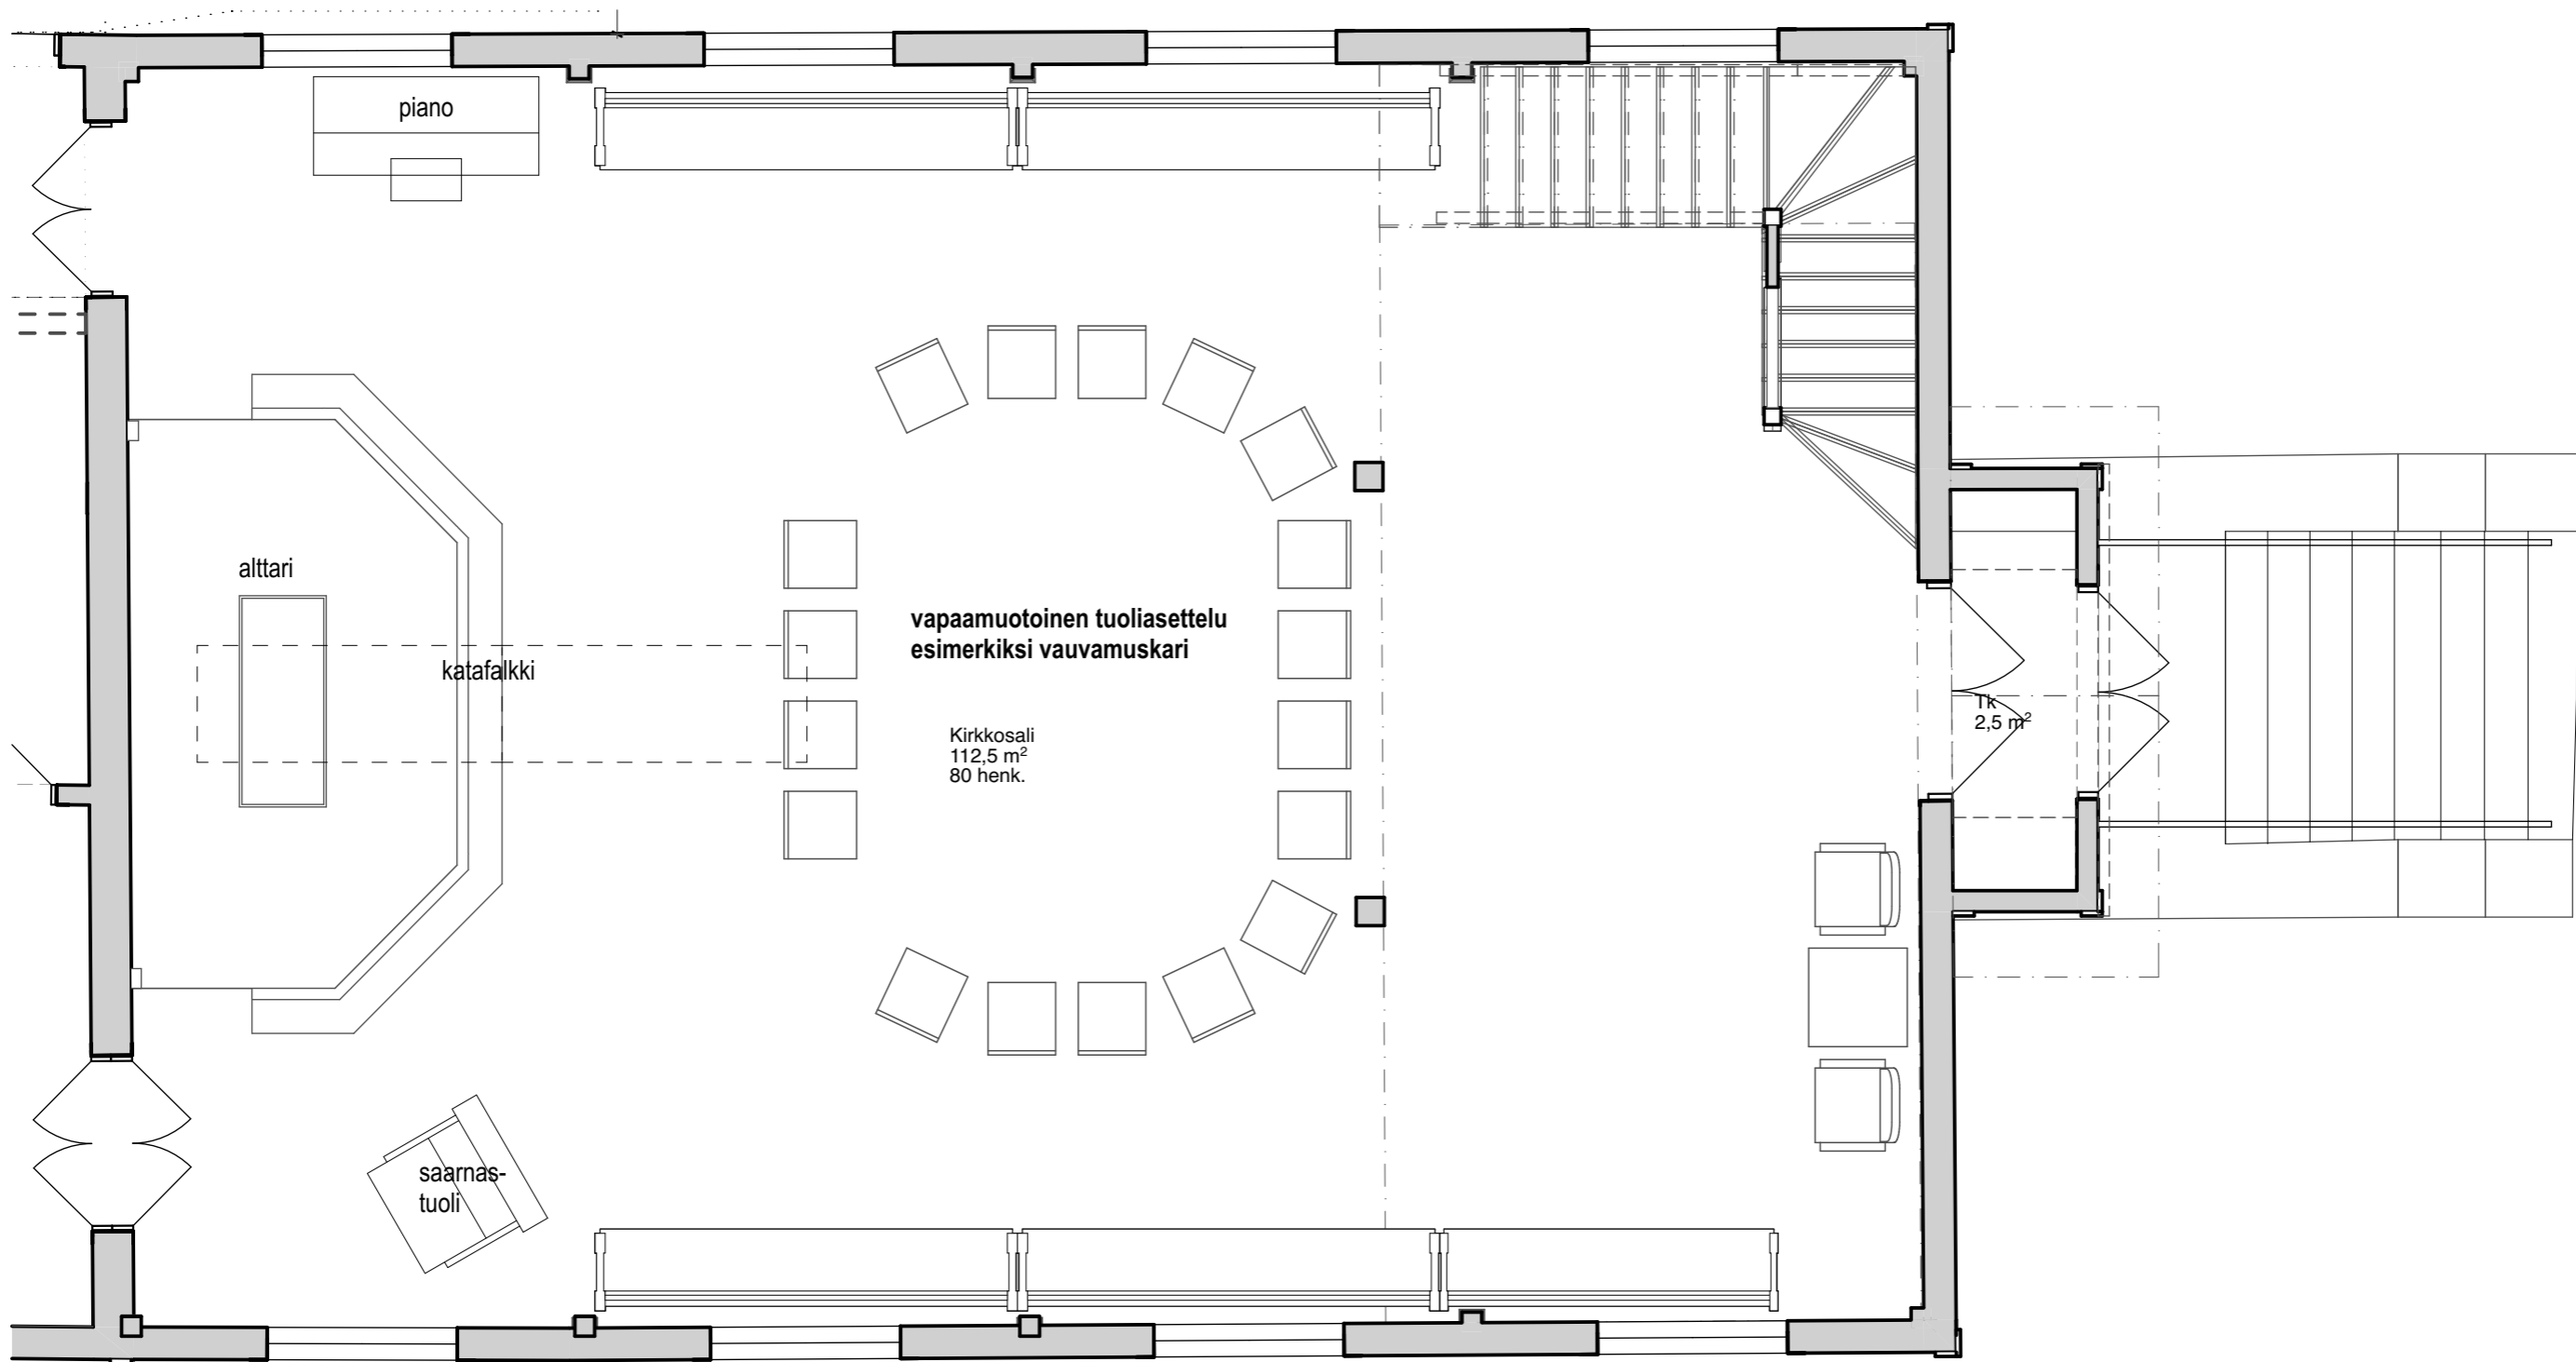 piano
alttari
katafalkki
vapaamuotoinen tuoliasettelu
esimerkiksi vauvamuskari
Kirkkosali
112,5 m²
80 henk.
Tk
2,5 m²
saarnas-
tuoli